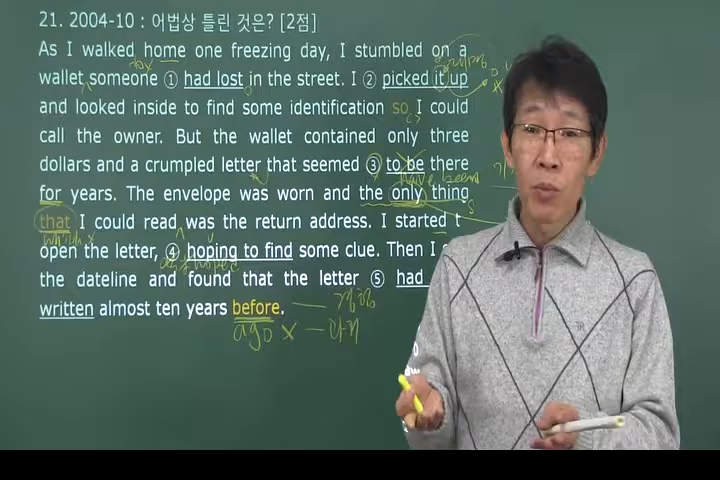 21. 2004-10 : 어법상 틀린 것은? [2점]
As I walked home one freezing day, I stumbled on a
wallet someone ① had lost in the street. I ② picked it up
and looked inside to find some identification so I could
call the owner. But the wallet contained only three
dollars and a crumpled letter that seemed ③ to be there
have been
for years. The envelope was worn and the only thing
that I could read was the return address. I started t
which x
open the letter, ④ hoping to find some clue. Then I
as I hoped
the dateline and found that the letter ⑤ had
written almost ten years before.
ago x